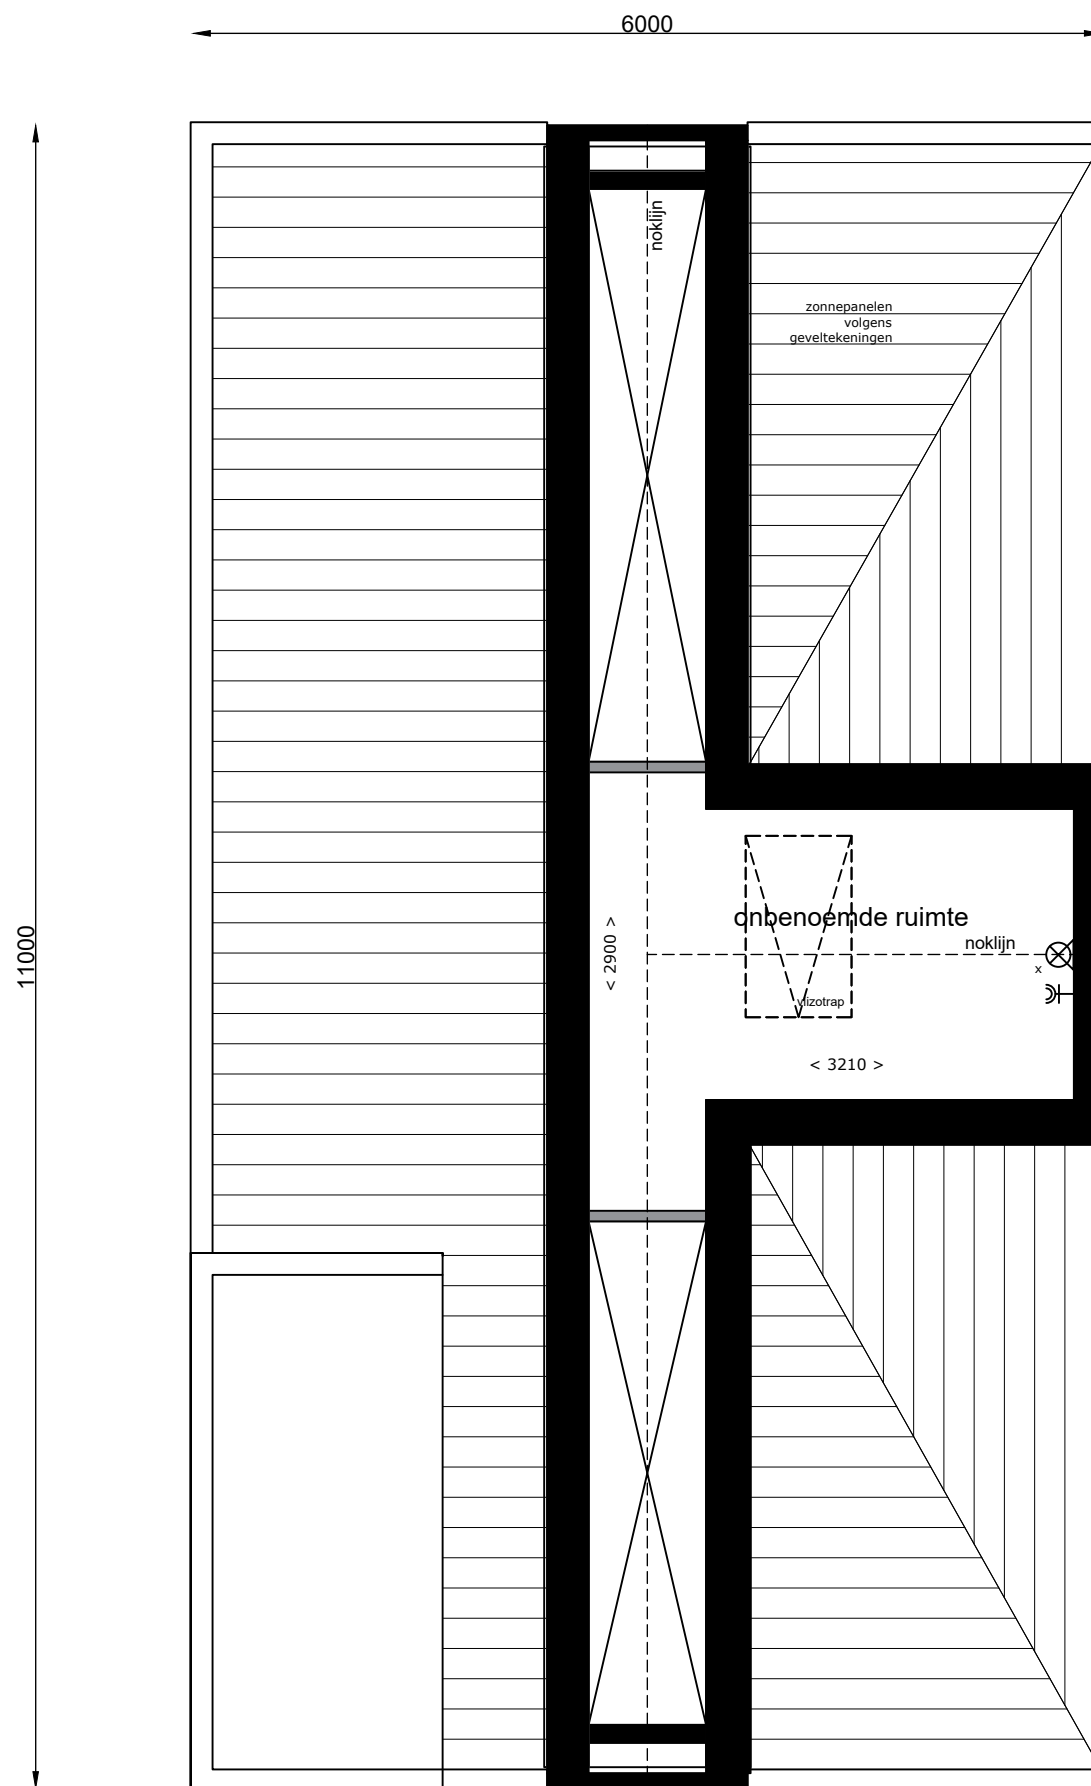 6000
noklijn
zonnepanelen
volgens
geveltekeningen
11000
< 2900 >
onbenoemde ruimte
noklijn
x
vlizotrap
< 3210 >